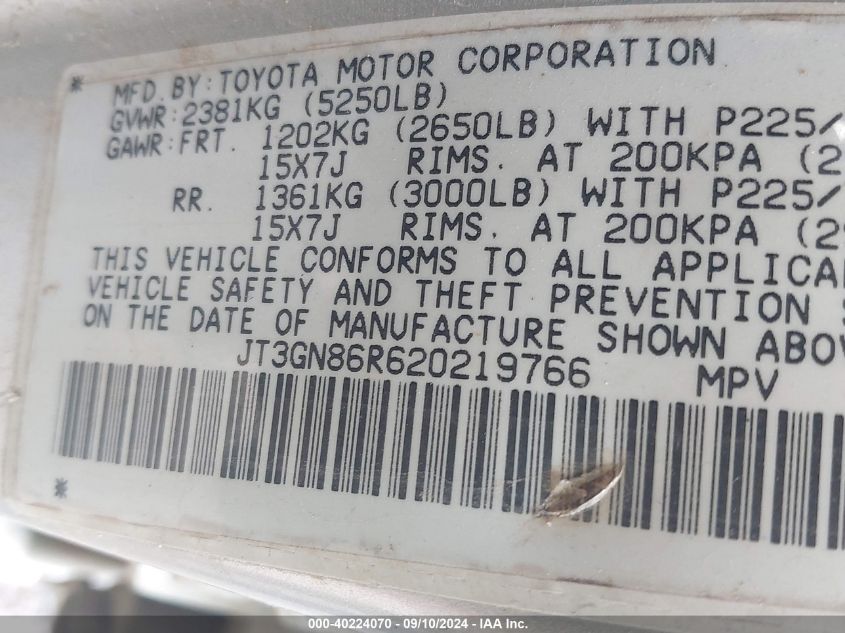 * MFD. BY: TOYOTA MOTOR CORPORATION
GVWR: 2381KG (5250LB)
GAWR: FRT. 1202KG (2650LB) WITH P225/
15X7J RIMS. AT 200KPA (2
RR. 1361KG (3000LB) WITH P225/
15X7J RIMS. AT 200KPA (29
THIS VEHICLE CONFORMS TO ALL APPLICA
VEHICLE SAFETY AND THEFT PREVENTION S
ON THE DATE OF MANUFACTURE SHOWN ABO
JT3GN86R620219766 MPV
*
000-40224070 - 09/10/2024 - IAA Inc.